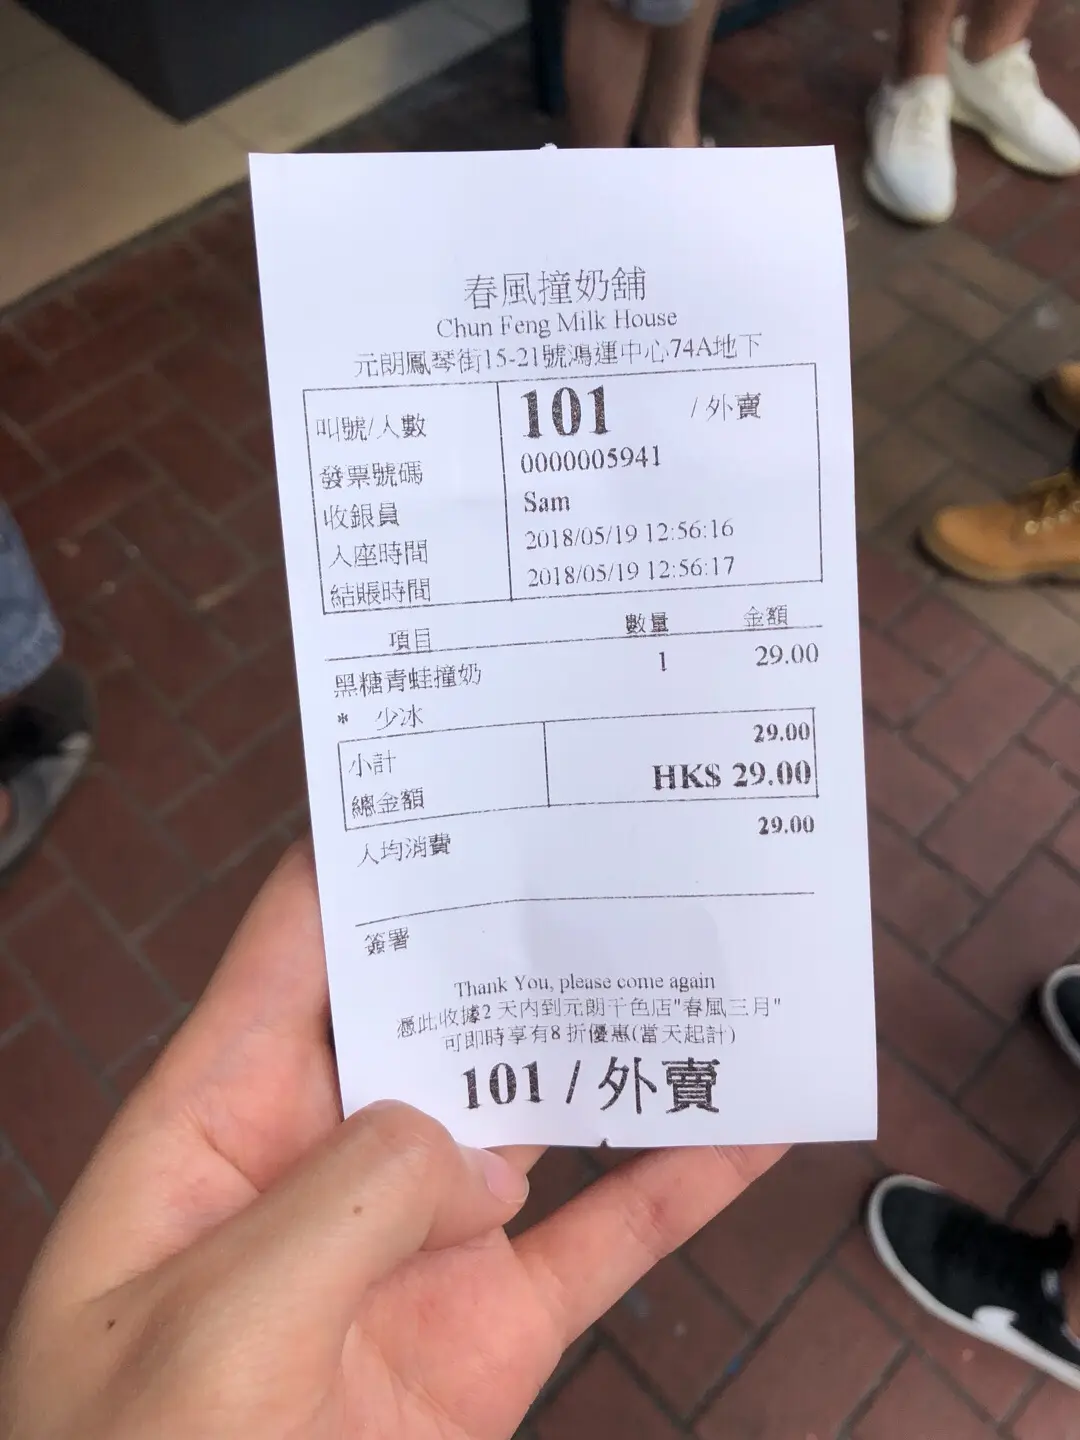 春風撞奶舖
Chun Feng Milk House
元朗鳳琴街15-21號鴻運中心74A地下
叫號/人數 101 /外賣
發票號碼 0000005941
收銀員 Sam
入座時間 2018/05/19 12:56:16
結賬時間 2018/05/19 12:56:17
項目 數量 金額
黑糖青蛙撞奶 1 29.00
* 少冰
小計 29.00
總金額 HK$ 29.00
人均消費 29.00
簽署
Thank You, please come again
憑此收據2 天內到元朗千色店"春風三月"
可即時享有8 折優惠(當天起計)
101 / 外賣